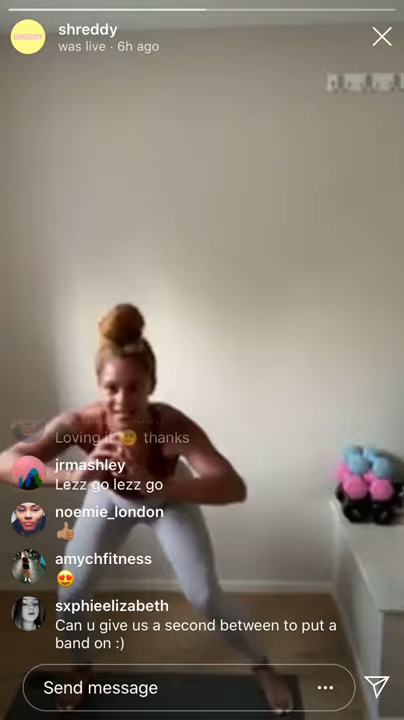 SHREDDY
shreddy
was live · 6h ago
Loving it 🙂 thanks
jrmashley
Lezz go lezz go
noemie_london
👍🏽
amychfitness
😍
sxphieelizabeth
Can u give us a second between to put a
band on :)
Send message